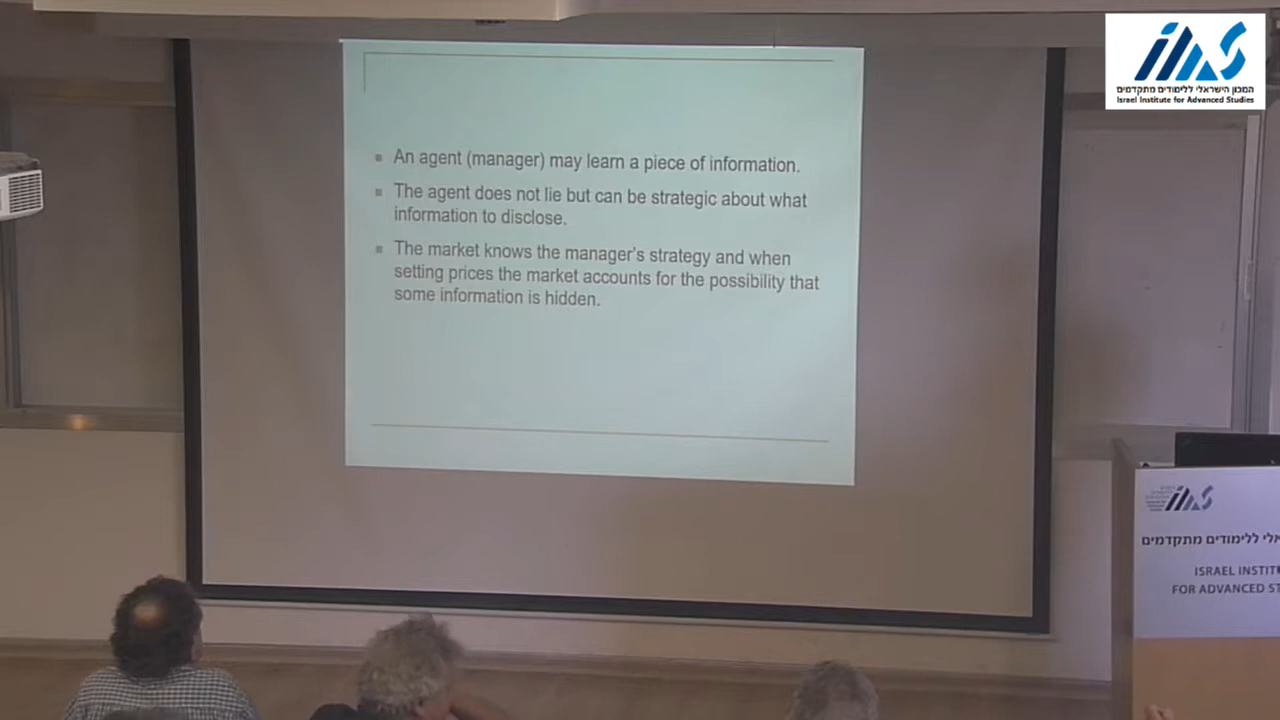 המכון הישראלי ללימודים מתקדמים
Israel Institute for Advanced Studies
An agent (manager) may learn a piece of information.
The agent does not lie but can be strategic about what
information to disclose.
The market knows the manager's strategy and when
setting prices the market accounts for the possibility that
some information is hidden.
ללימודים מתקדמים
ISRAEL
FOR ADVANCED